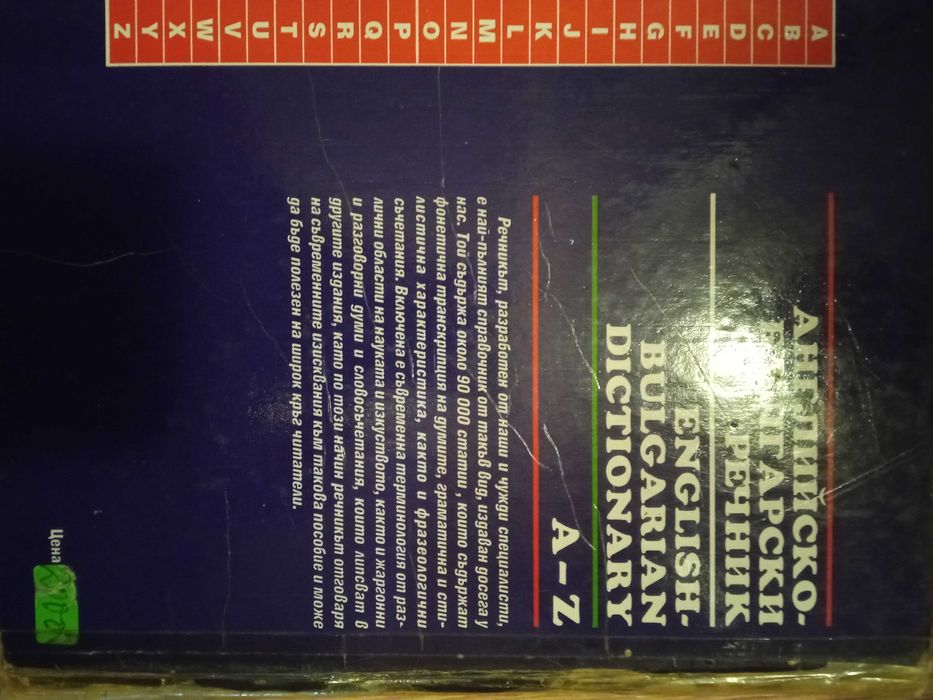 A
B
C
D
E
F
G
H
I
J
K
L
M
N
O
P
Q
R
S
T
U
V
W
X
Y
Z
АНГЛИЙСКО-
БЪЛГАРСКИ
РЕЧНИК
ENGLISH-
BULGARIAN
DICTIONARY
A – Z
Речникът, разработен от наши и чужди специалисти,
е най-пълният справочник от такъв вид, издаван досега у
нас. Той съдържа около 90 000 статии, които съдържат
фонетична транскрипция на думите, граматична и сти-
листична характеристика, както и фразеологични
съчетания. Включена е съвременна терминология от раз-
лични области на науката и изкуството, както и жаргонни
и разговорни думи и словосъчетания, които липсват в
другите издания, като по този начин речникът отговаря
на съвременните изисквания към такова пособие и може
да бъде полезен на широк кръг читатели.
Цена